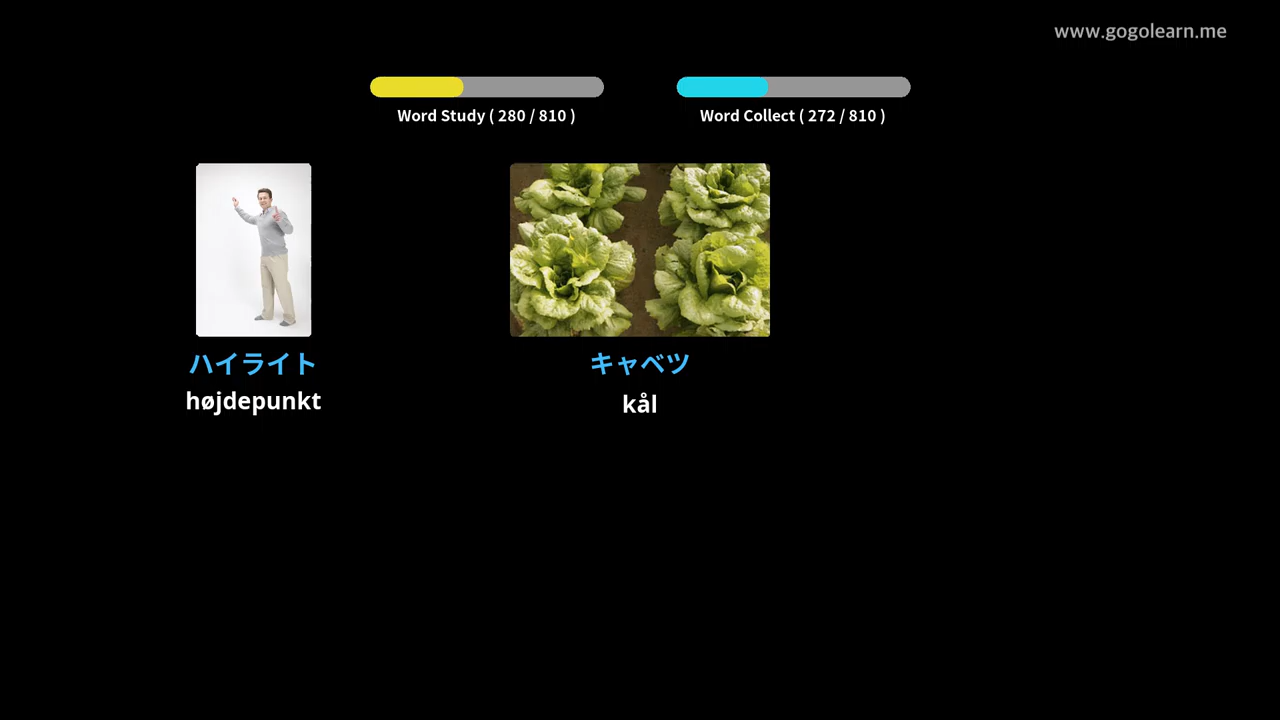 www.gogolearn.me
Word Study ( 280 / 810 )
Word Collect ( 272 / 810 )
ハイライト
højdepunkt
キャベツ
kål